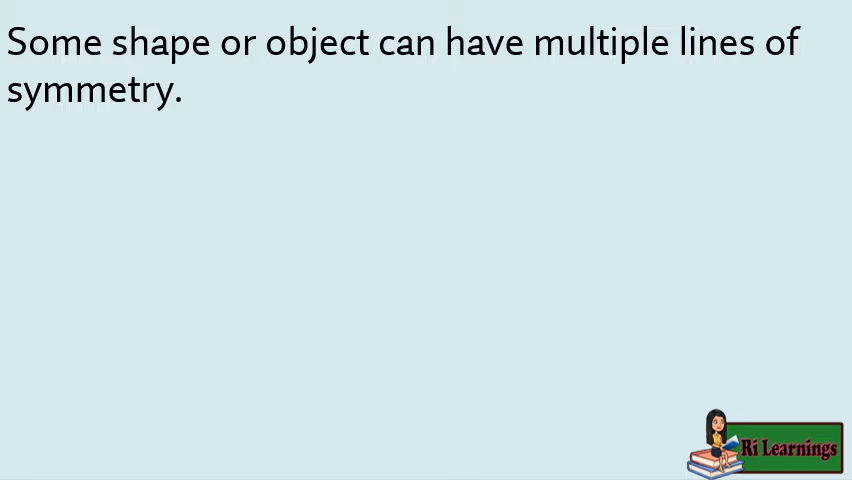 Some shape or object can have multiple lines of
symmetry.
Ri Learnings